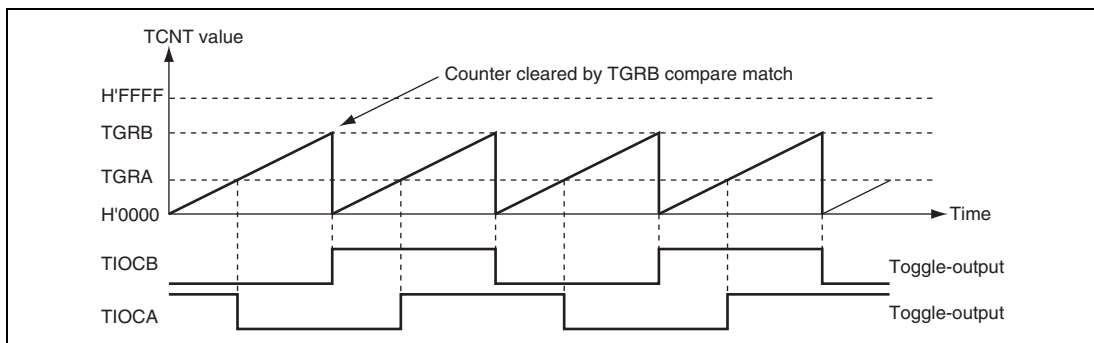 TCNT value
Counter cleared by TGRB compare match
H'FFFF
TGRB
TGRA
H'0000
Time
TIOCB
Toggle-output
TIOCA
Toggle-output